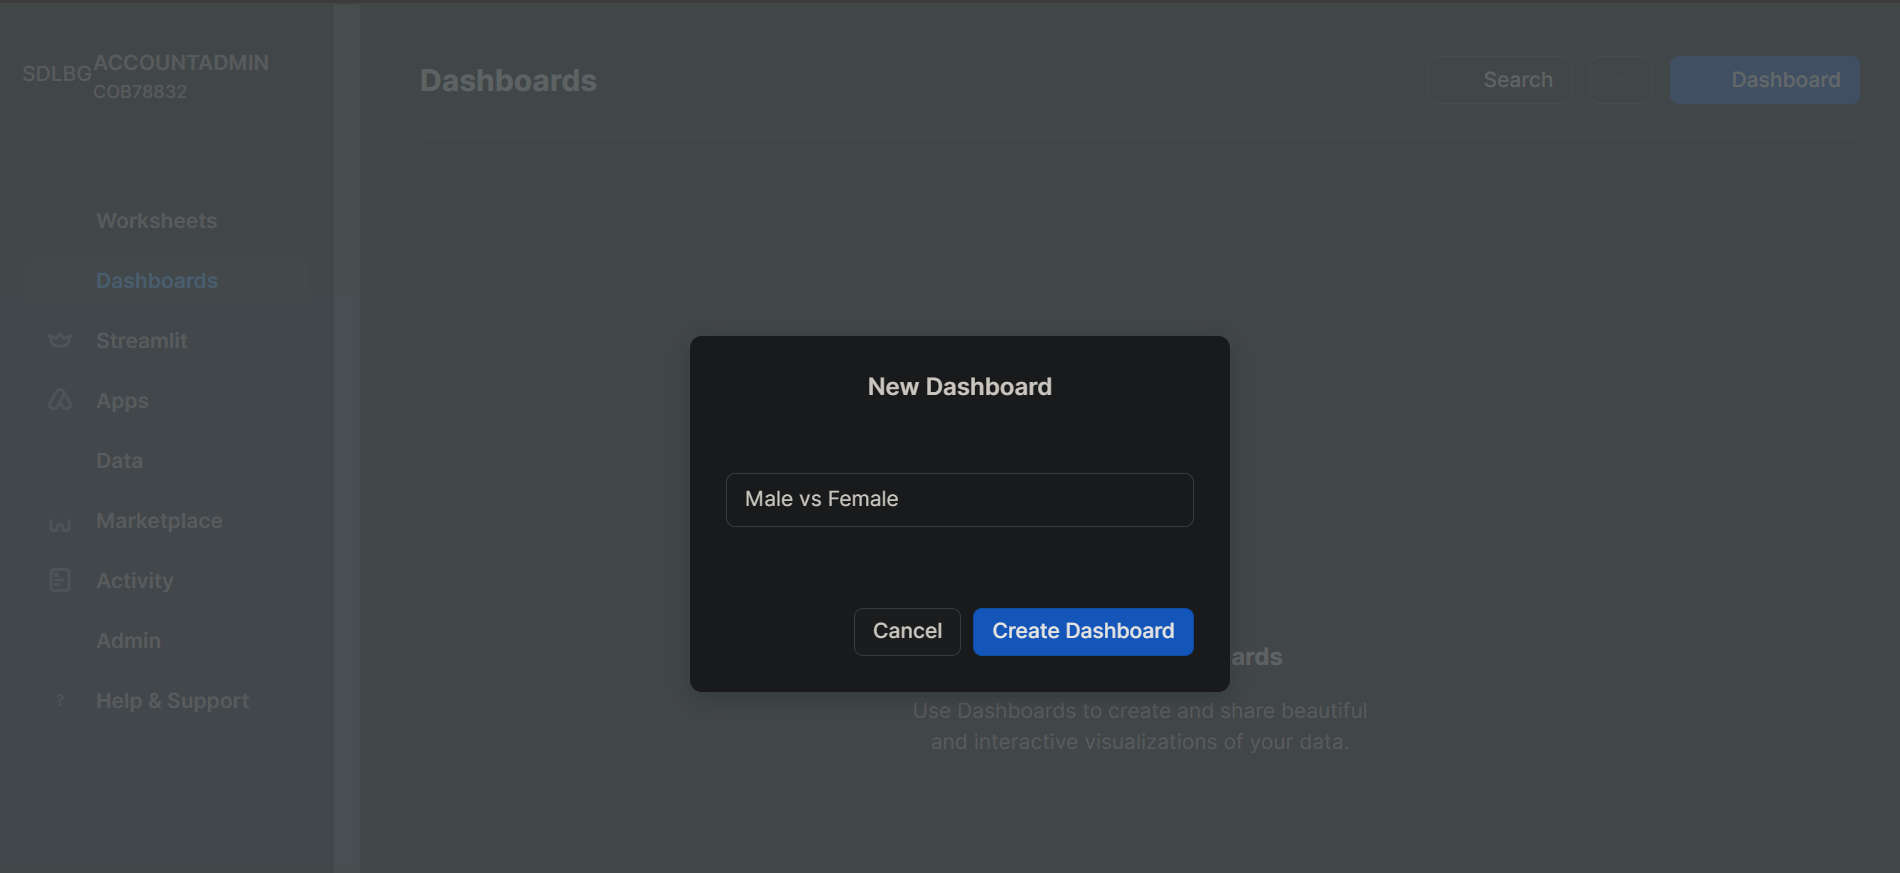 SDLBG
ACCOUNTADMIN
COB78832
Worksheets
Dashboards
Streamlit
Apps
Data
Marketplace
Activity
Admin
? Help & Support
Dashboards
Search
...
Dashboard
New Dashboard
Male vs Female
Cancel
Create Dashboard
ards
Use Dashboards to create and share beautiful
and interactive visualizations of your data.